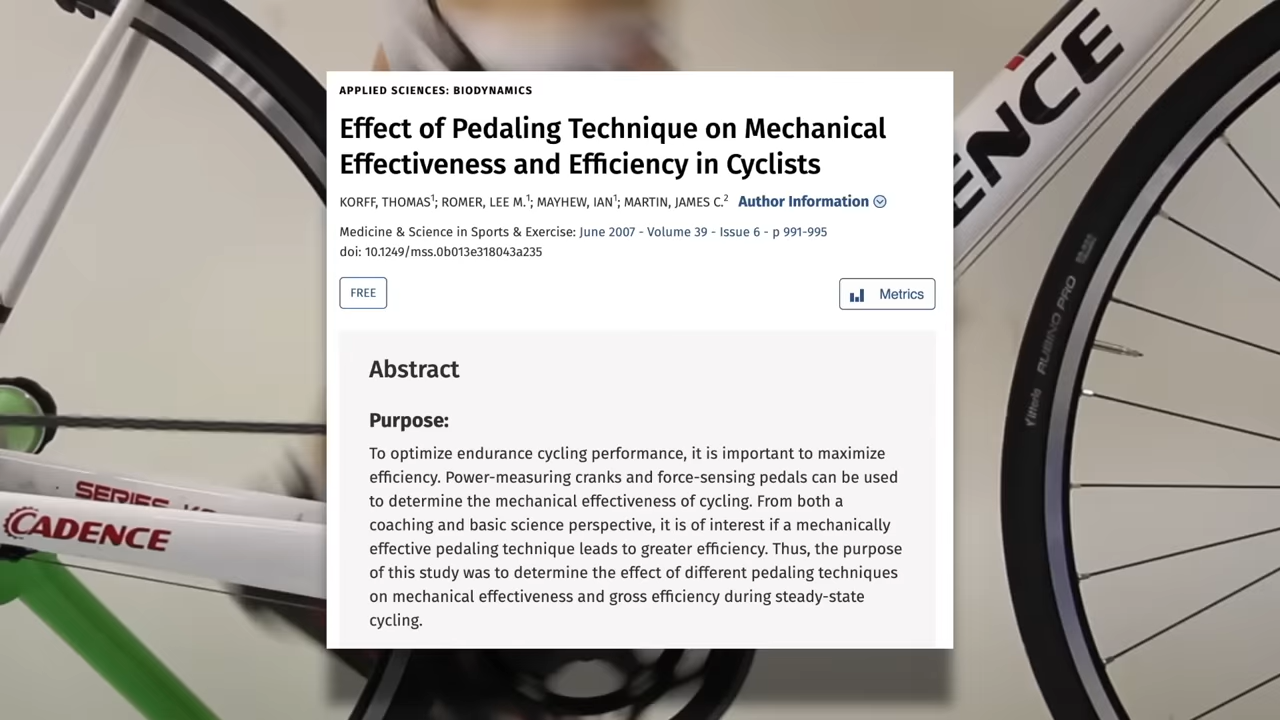 APPLIED SCIENCES: BIODYNAMICS
Effect of Pedaling Technique on Mechanical
Effectiveness and Efficiency in Cyclists
KORFF, THOMAS1; ROMER, LEE M.1; MAYHEW, IAN1; MARTIN, JAMES C.2 Author Information
Medicine & Science in Sports & Exercise: June 2007 - Volume 39 - Issue 6 - p 991-995
doi: 10.1249/mss.0b013e318043a235
FREE
Metrics
Abstract
Purpose:
To optimize endurance cycling performance, it is important to maximize
efficiency. Power-measuring cranks and force-sensing pedals can be used
to determine the mechanical effectiveness of cycling. From both a
coaching and basic science perspective, it is of interest if a mechanically
effective pedaling technique leads to greater efficiency. Thus, the purpose
of this study was to determine the effect of different pedaling techniques
on mechanical effectiveness and gross efficiency during steady-state
cycling.
ENCE
Vittoria RUBINO PRO
SERIES
CADENCE